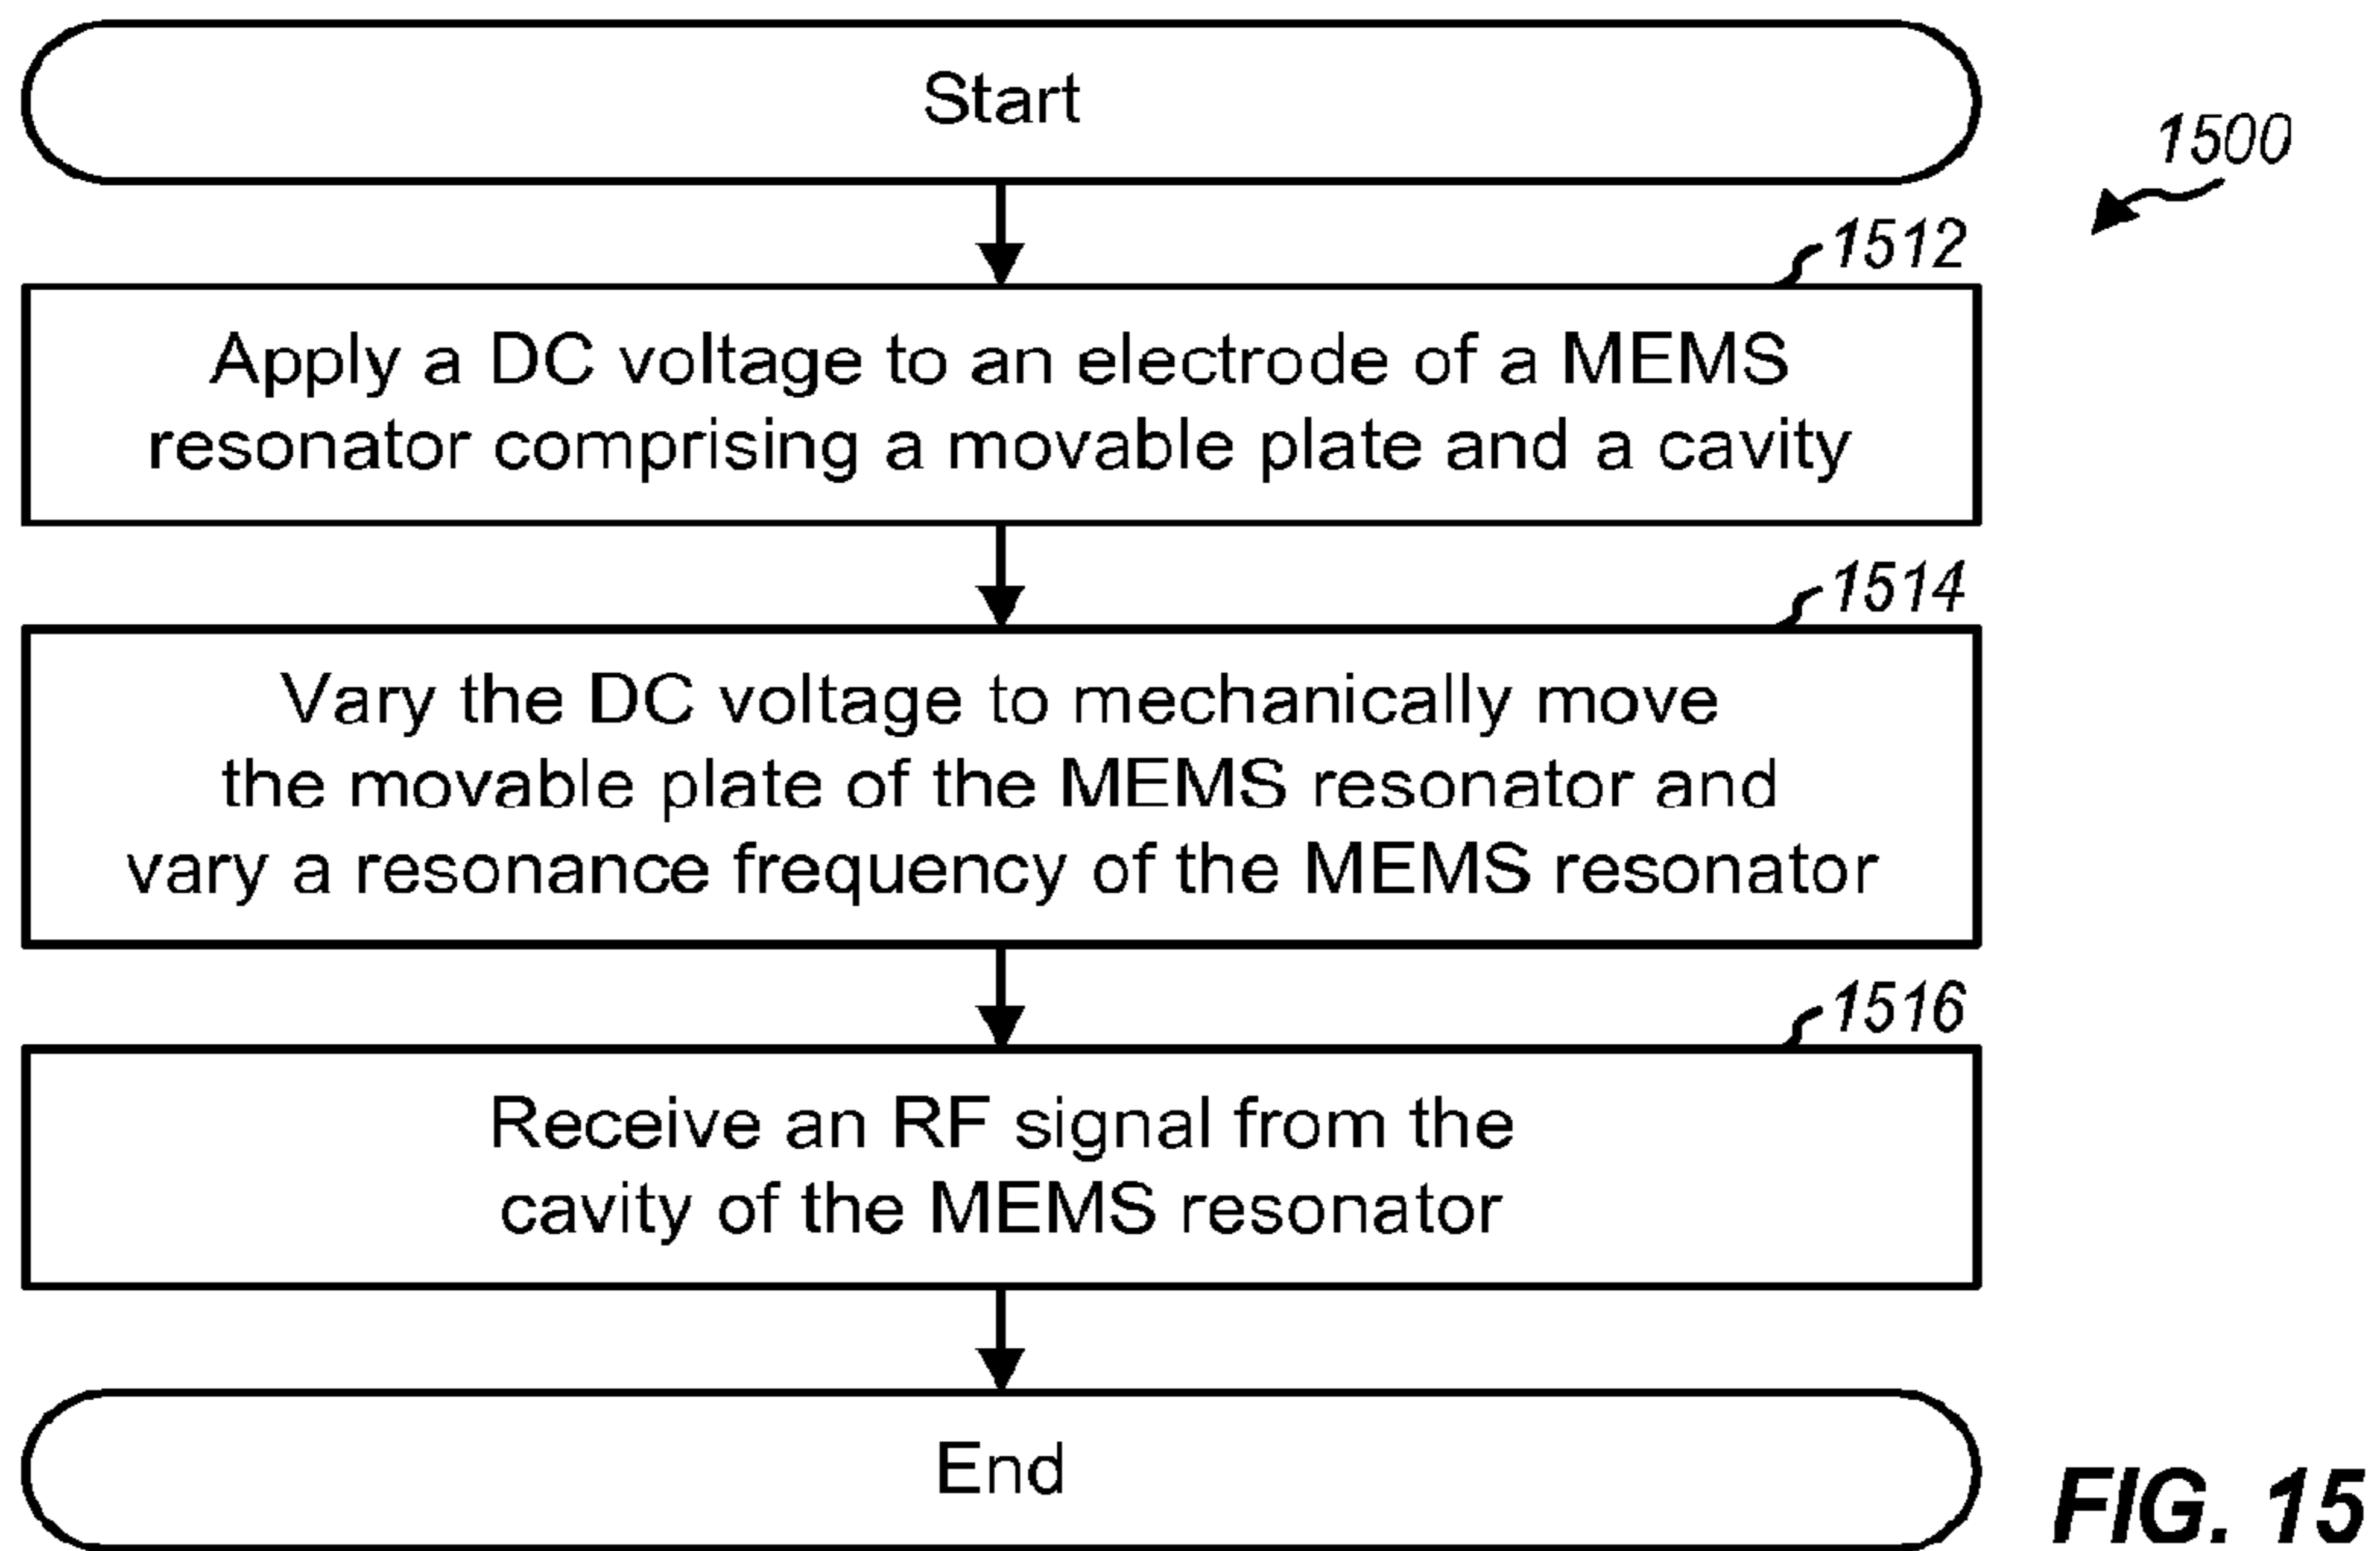 Start
1500
1512
Apply a DC voltage to an electrode of a MEMS
resonator comprising a movable plate and a cavity
1514
Vary the DC voltage to mechanically move
the movable plate of the MEMS resonator and
vary a resonance frequency of the MEMS resonator
1516
Receive an RF signal from the
cavity of the MEMS resonator
End
FIG. 15